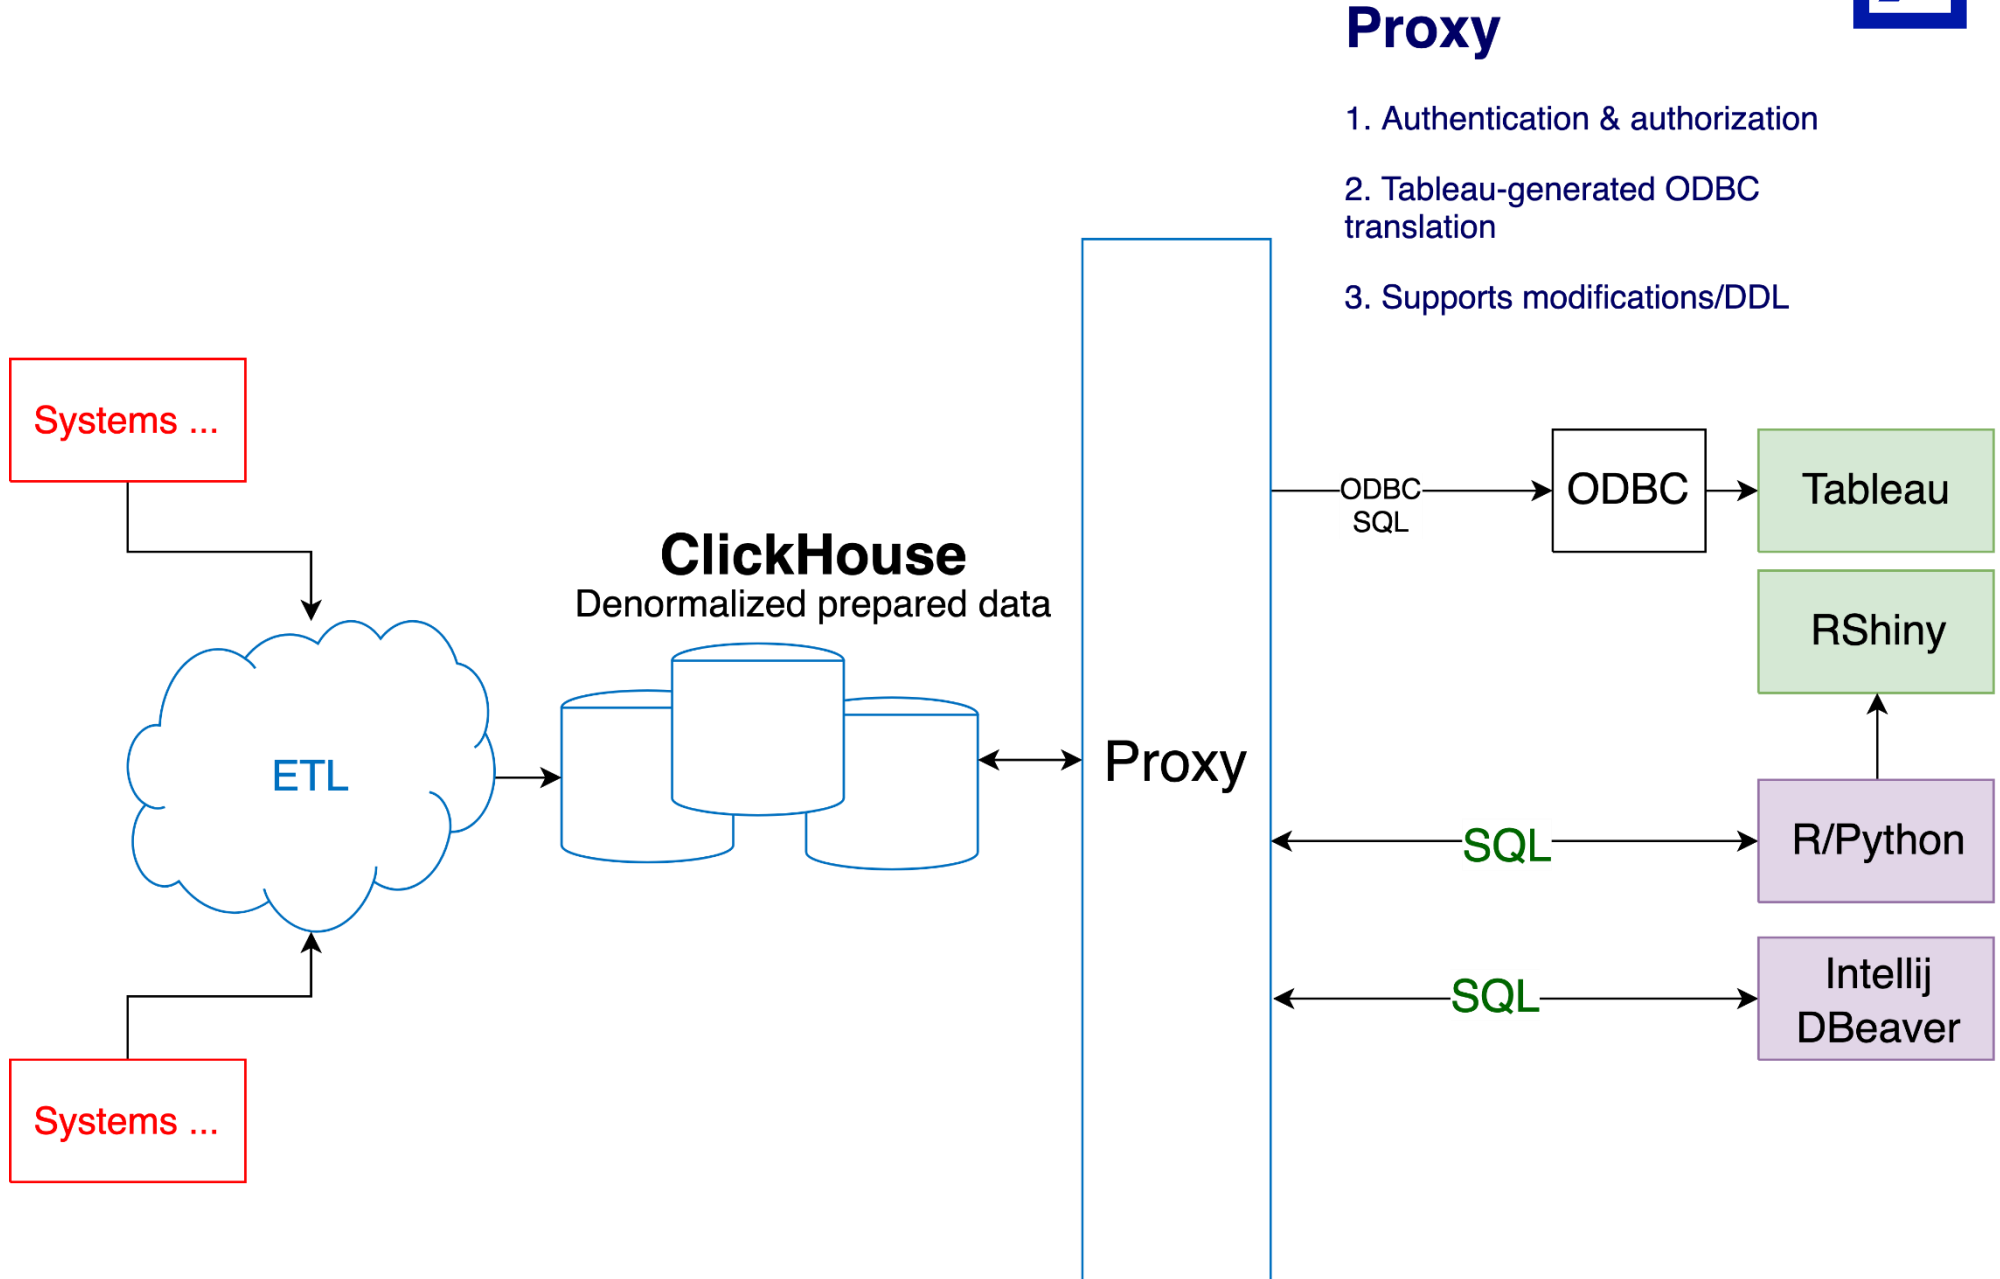 Proxy
1. Authentication & authorization
2. Tableau-generated ODBC
translation
3. Supports modifications/DDL
Systems ...
ODBC
SQL
ODBC
Tableau
ClickHouse
Denormalized prepared data
RShiny
ETL
Proxy
SQL
R/Python
SQL
Intellij
DBeaver
Systems ...